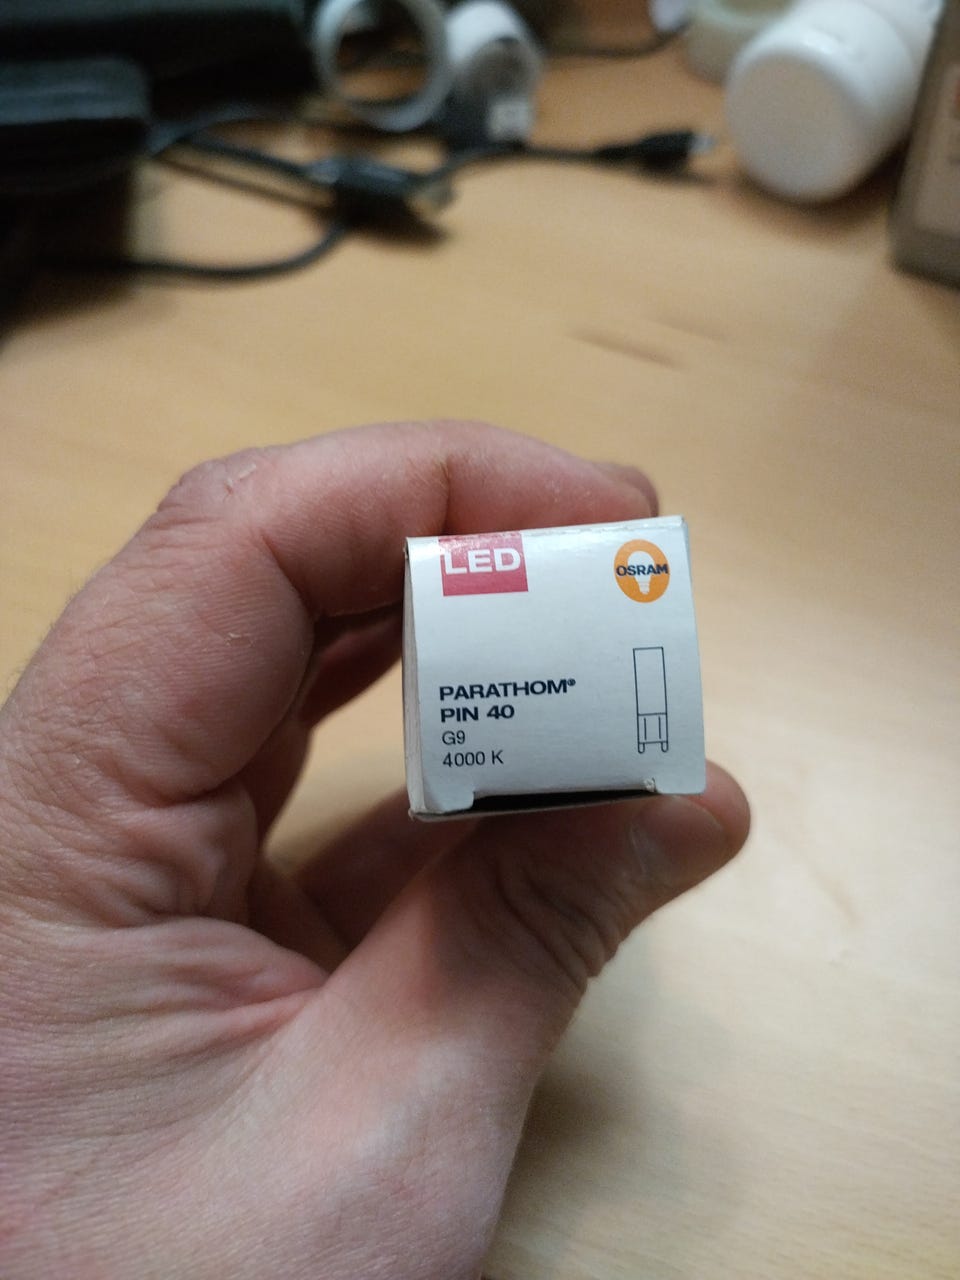 LED
OSRAM
PARATHOM®
PIN 40
G9
4000 K